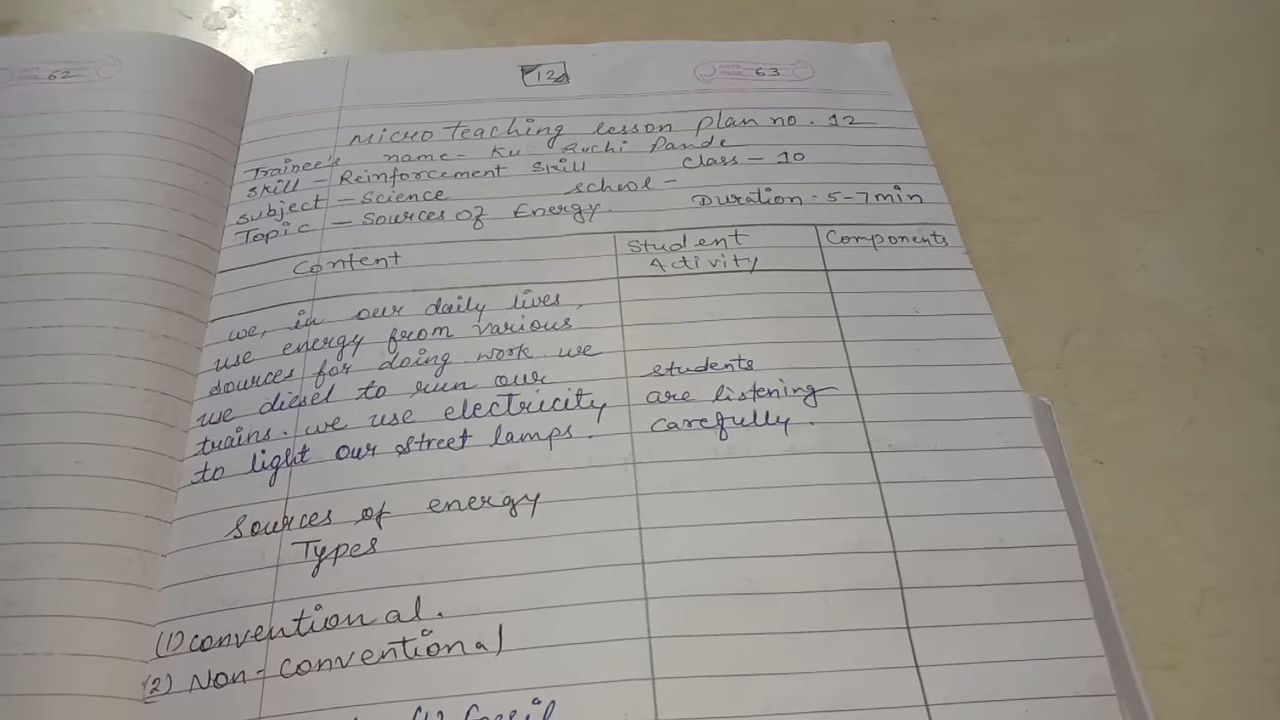 62
12
63
Micro teaching lesson plan no. 12
Trainee's name - Ku. Ruchi Pande
Skill - Reinforcement Skill Class - 10
Subject - Science School -
Topic - Sources Of Energy. Duration - 5-7 min
Content Student Activity Components
we, in our daily lives,
use energy from various
sources for doing work we
we diesel to run our
trains. we use electricity
to light our street lamps.
students
are listening
carefully.
Sources of energy
Types
(1) conventional.
(2) Non-conventional